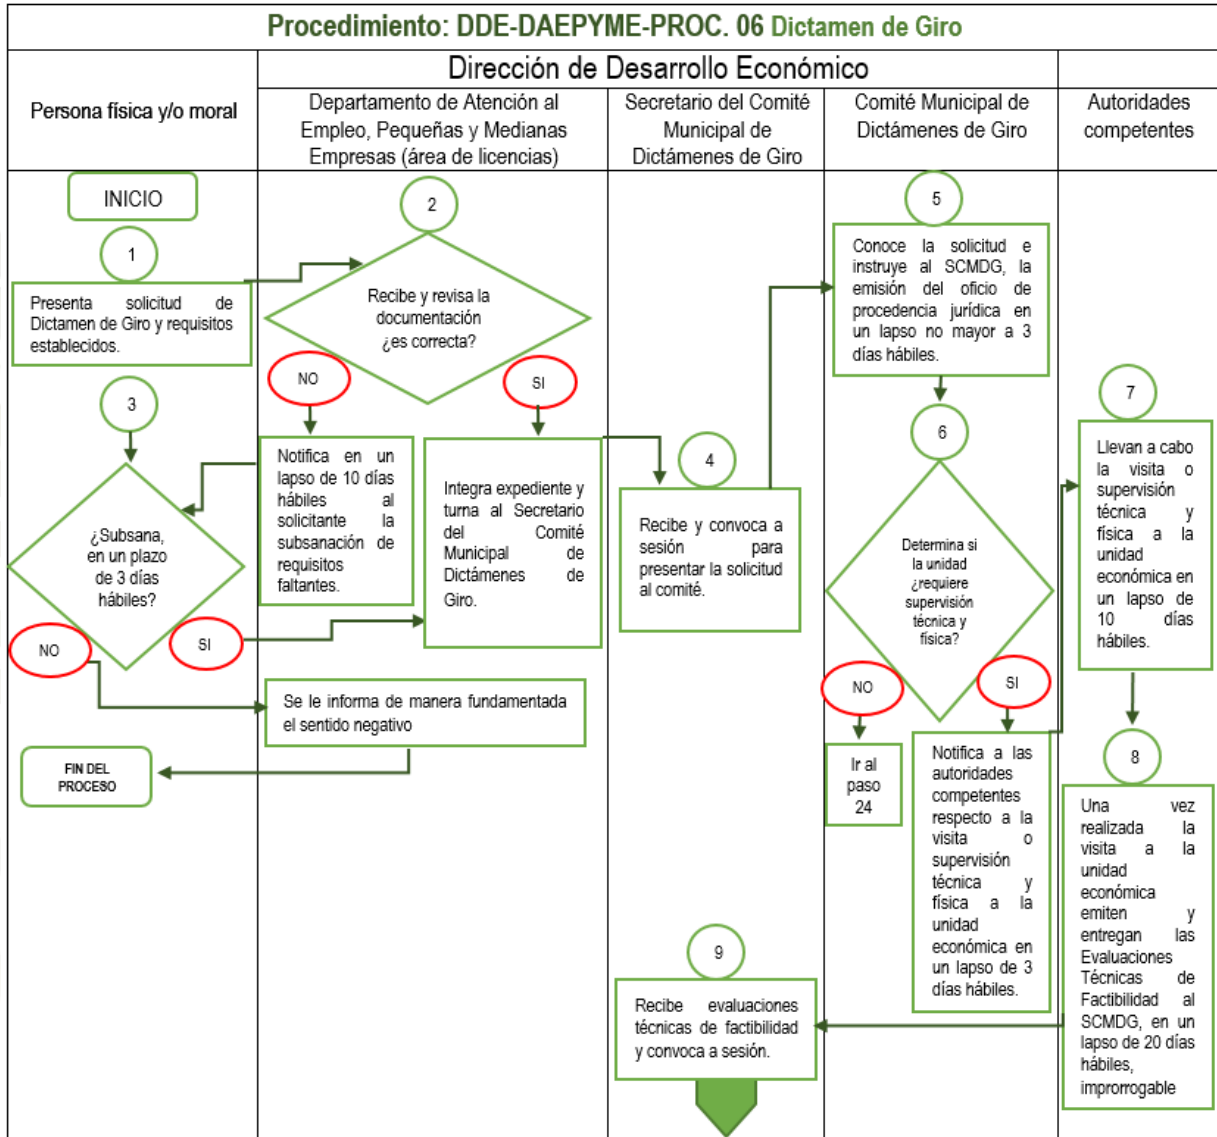 Procedimiento: DDE-DAEPYME-PROC. 06 Dictamen de Giro
Dirección de Desarrollo Económico
Persona física y/o moral
Departamento de Atención al
Empleo, Pequeñas y Medianas
Empresas (área de licencias)
Secretario del Comité
Municipal de
Dictámenes de Giro
Comité Municipal de
Dictámenes de Giro
Autoridades
competentes
INICIO
1
Presenta solicitud de
Dictamen de Giro y requisitos
establecidos.
2
Recibe y revisa la
documentación
¿es correcta?
NO
SI
3
¿Subsana,
en un plazo
de 3 días
hábiles?
NO
SI
Notifica en un
lapso de 10 días
hábiles al
solicitante la
subsanación de
requisitos
faltantes.
Integra expediente y
turna al Secretario
del Comité
Municipal de
Dictámenes de
Giro.
Se le informa de manera fundamentada
el sentido negativo
FIN DEL
PROCESO
4
Recibe y convoca a
sesión para
presentar la solicitud
al comité.
5
Conoce la solicitud e
instruye al SCMDG, la
emisión del oficio de
procedencia jurídica en
un lapso no mayor a 3
días hábiles.
6
Determina si
la unidad
¿requiere
supervisión
técnica y
física?
NO
SI
Ir al
paso
24
Notifica a las
autoridades
competentes
respecto a la
visita o
supervisión
técnica y
física a la
unidad
económica en
un lapso de 3
días hábiles.
7
Llevan a cabo
la visita o
supervisión
técnica y
física a la
unidad
económica en
un lapso de
10 días
hábiles.
8
Una vez
realizada la
visita a la
unidad
económica
emiten y
entregan las
Evaluaciones
Técnicas de
Factibilidad al
SCMDG, en un
lapso de 20 días
hábiles,
improrrogable
9
Recibe evaluaciones
técnicas de factibilidad
y convoca a sesión.